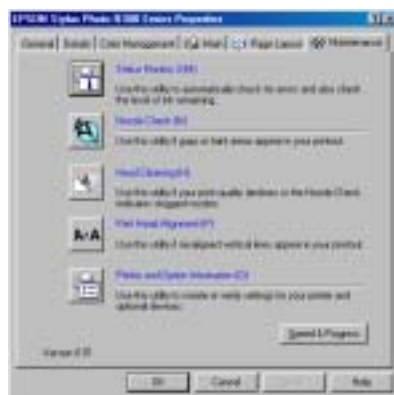 EPSON Stylus Photo Series Properties
General Details Color Management Main Page Layout Maintenance
Status Monitor
Use this utility to automatically check for errors and also check
the level of ink remaining.
Nozzle Check (N)
Use this utility if gaps or faint areas appear in your printout.
Head Cleaning (H)
Use this utility if your print quality declines or the Nozzle Check
indicates clogged nozzles.
Print Head Alignment (P)
Use this utility if misaligned vertical lines appear in your printout.
Printer and Option Information (O)
Use this utility to create or verify settings for your printer and
optional devices.
Speed & Progress
Version
OK Cancel Help